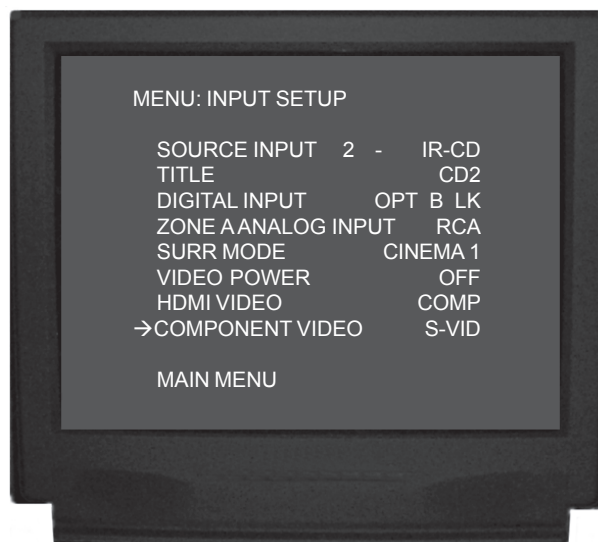 MENU: INPUT SETUP
SOURCE INPUT 2 - IR-CD
TITLE CD2
DIGITAL INPUT OPT B LK
ZONE A ANALOG INPUT RCA
SURR MODE CINEMA 1
VIDEO POWER OFF
HDMI VIDEO COMP
→COMPONENT VIDEO S-VID
MAIN MENU